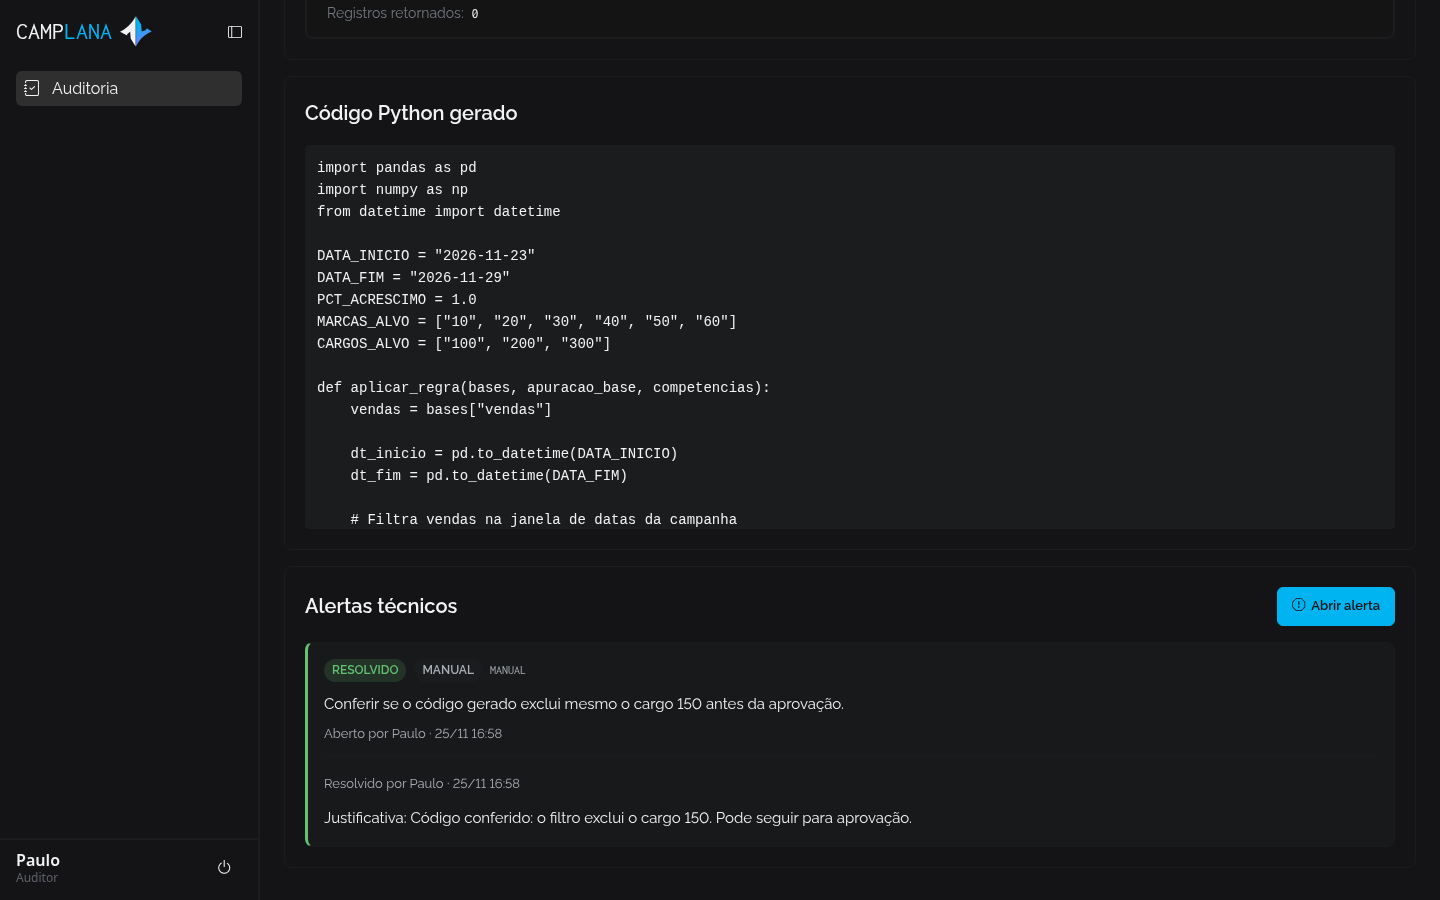 CAMPLANA
Auditoria
Registros retornados: 0
Código Python gerado
import pandas as pd
import numpy as np
from datetime import datetime
DATA_INICIO = "2026-11-23"
DATA_FIM = "2026-11-29"
PCT_ACRESCIMO = 1.0
MARCAS_ALVO = ["10", "20", "30", "40", "50", "60"]
CARGOS_ALVO = ["100", "200", "300"]
def aplicar_regra(bases, apuracao_base, competencias):
    vendas = bases["vendas"]
    dt_inicio = pd.to_datetime(DATA_INICIO)
    dt_fim = pd.to_datetime(DATA_FIM)
    # Filtra vendas na janela de datas da campanha
Alertas técnicos
Abrir alerta
RESOLVIDO MANUAL MANUAL
Conferir se o código gerado exclui mesmo o cargo 150 antes da aprovação.
Aberto por Paulo · 25/11 16:58
Resolvido por Paulo · 25/11 16:58
Justificativa: Código conferido: o filtro exclui o cargo 150. Pode seguir para aprovação.
Paulo
Auditor